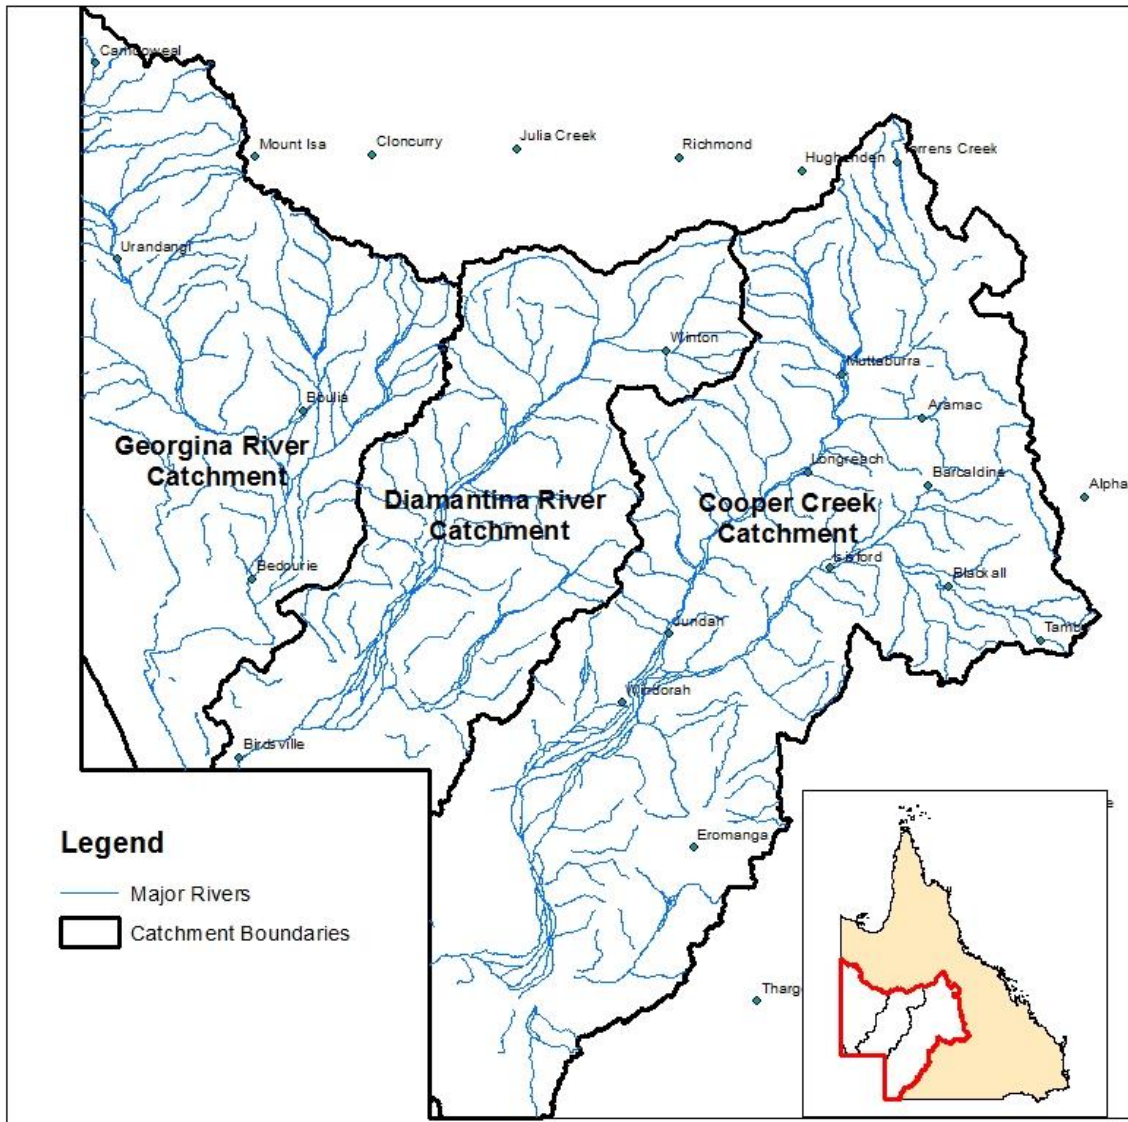 Camooweal
Mount Isa
Cloncurry
Julia Creek
Richmond
Hughenden
Torrens Creek
Urandangi
Winton
Muttaburra
Boulia
Aramac
Georgina River
Catchment
Longreach
Barcaldine
Alpha
Diamantina River
Catchment
Cooper Creek
Catchment
Bedourie
Isisford
Blackall
Jundah
Tambo
Windorah
Birdsville
Eromanga
Legend
Major Rivers
Catchment Boundaries
Thargo